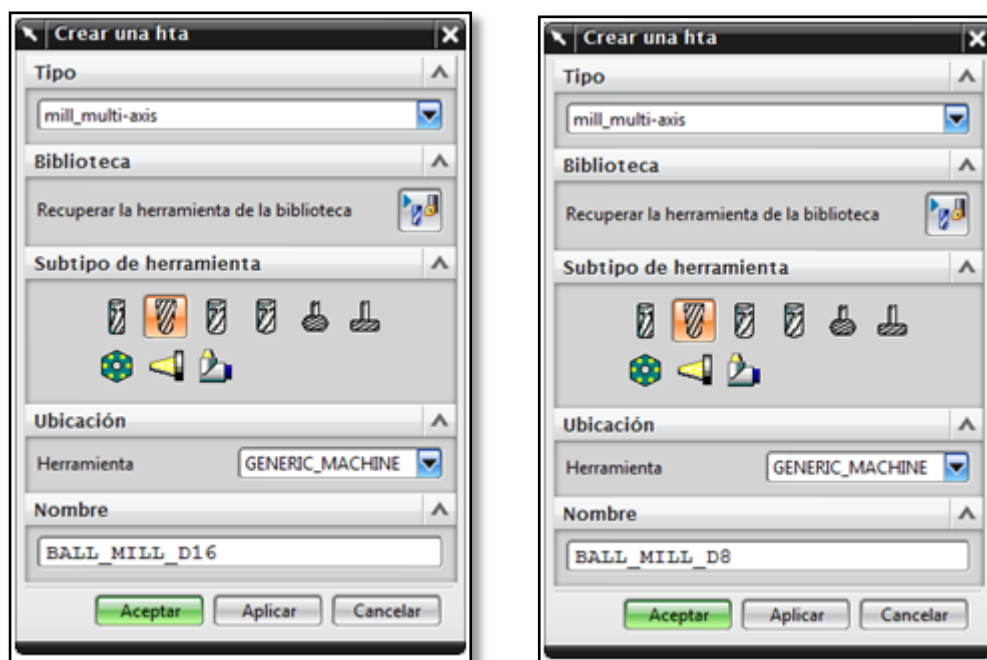 Crear una hta
Tipo
mill_multi-axis
Biblioteca
Recuperar la herramienta de la biblioteca
Subtipo de herramienta
Ubicación
Herramienta GENERIC_MACHINE
Nombre
BALL_MILL_D16
Aceptar Aplicar Cancelar
Crear una hta
Tipo
mill_multi-axis
Biblioteca
Recuperar la herramienta de la biblioteca
Subtipo de herramienta
Ubicación
Herramienta GENERIC_MACHINE
Nombre
BALL_MILL_D8
Aceptar Aplicar Cancelar